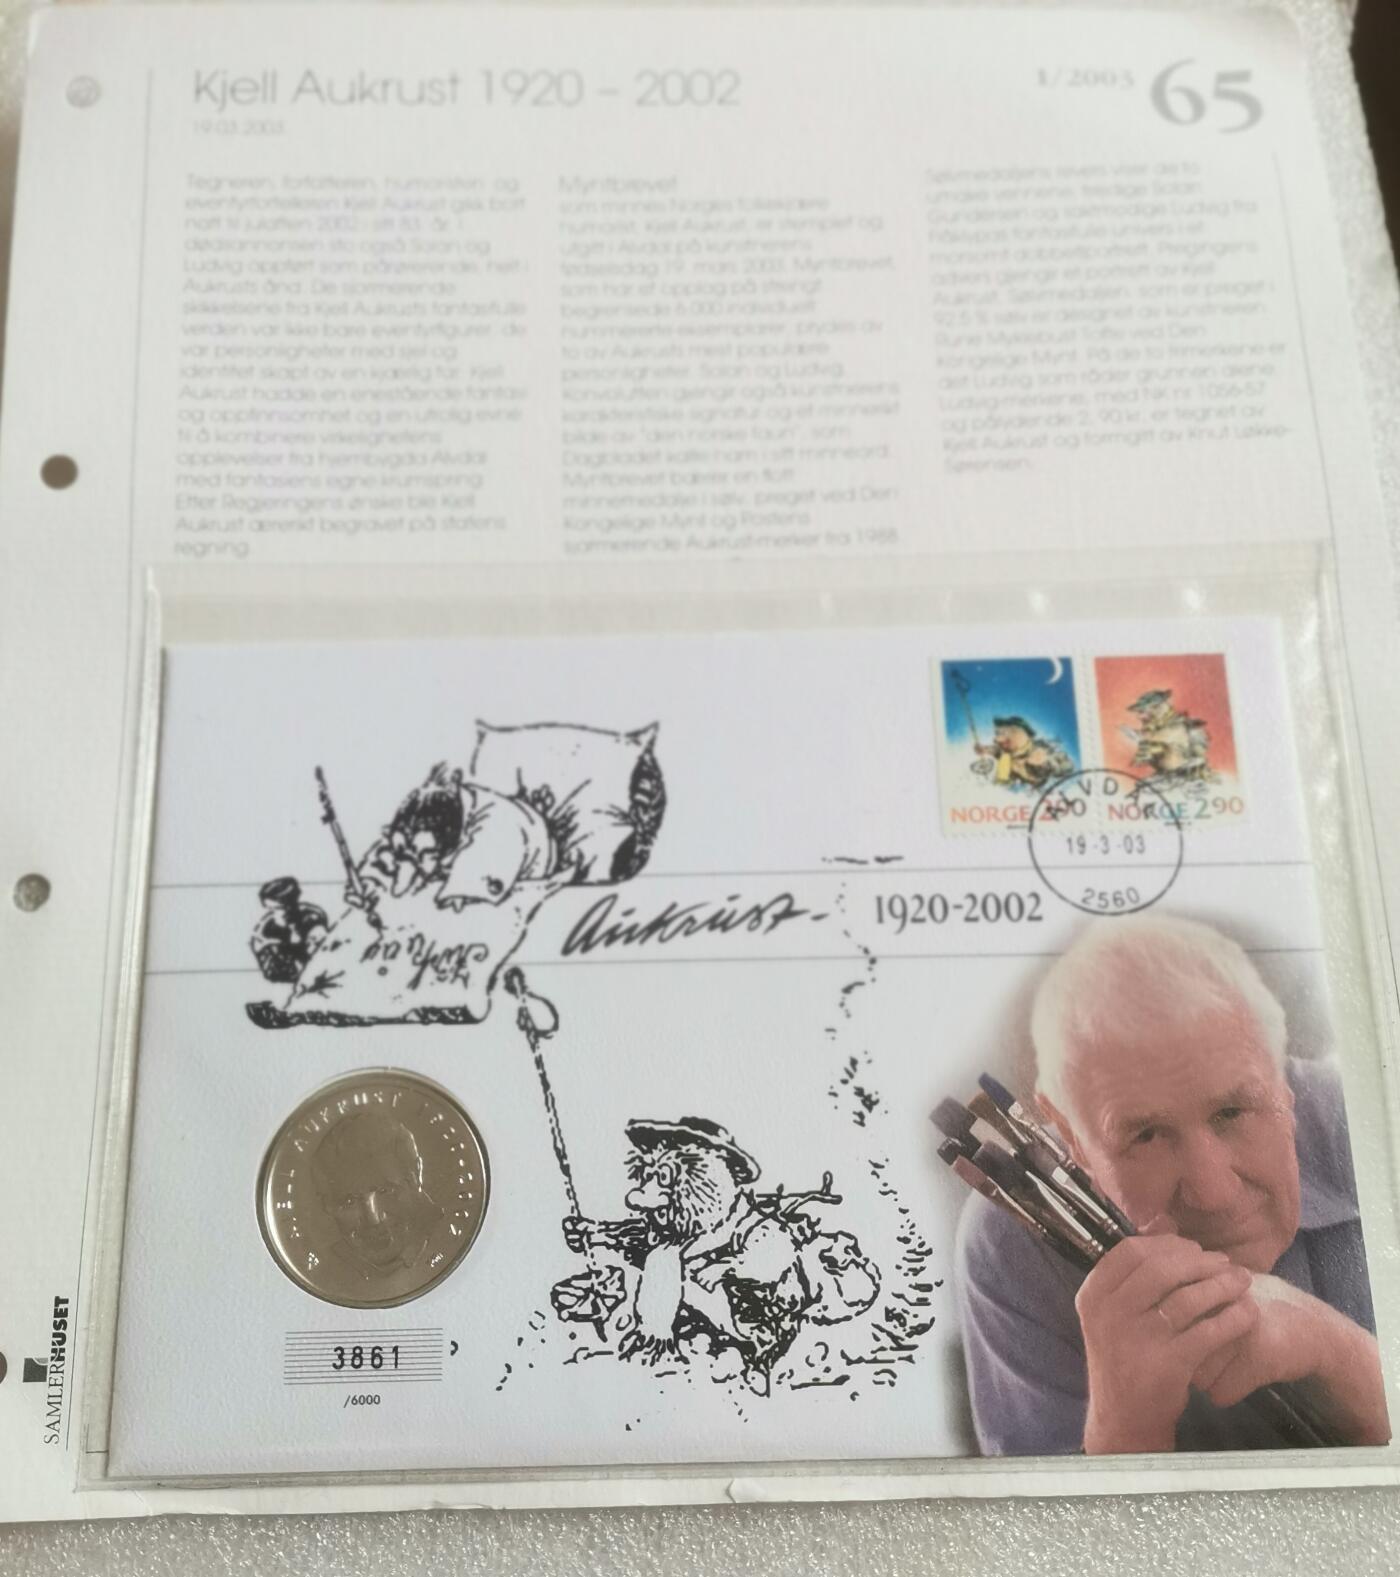 Kjell Aukrust 1920 – 2002
19.03.2003
1/2003 65
Tegneren, forfatteren, humoristen og
eventyrfortelleren Kjell Aukrust gikk bort
natt til julaften 2002 i sitt 83. år. I
dødsannonsen sto også Solan og
Ludvig oppført som pårørende, helt i
Aukrusts ånd. De sjarmerende
skikkelsene fra Kjell Aukrusts fantasifulle
verden var ikke bare eventyrfigurer, de
var personligheter med sjel og
identitet skapt av en kjærlig far. Kjell
Aukrust hadde en enestående fantasi
og oppfinnsomhet og en utrolig evne
til å kombinere virkelighetens
opplevelser fra hjembygda Alvdal
med fantasiens egne krumspring.
Etter Regjeringens ønske ble Kjell
Aukrust ærerikt begravet på statens
regning.
Myntbrevet
som minnes Norges folkekjære
humorist, Kjell Aukrust, er stemplet og
utgitt i Alvdal på kunstnerens
fødselsdag 19. mars 2003. Myntbrevet,
som har et opplag på strengt
begrensede 6.000 individuelt
nummererte eksemplarer, prydes av
to av Aukrusts mest populære
personligheter, Solan og Ludvig.
Konvolutten gjengir også kunstnerens
karakteristiske signatur og et minnerikt
bilde av "den norske faun", som
Dagbladet kalte ham i sitt minneord.
Myntbrevet bærer en flott
minnemedalje i sølv, preget ved Den
Kongelige Mynt og Postens
sjarmerende Aukrust-merker fra 1988.
Sølvmedaljens revers viser de to
umake vennene, fredige Solan
Gundersen og saktmodige Ludvig fra
Flåklypas fantasifulle univers i et
morsomt dobbeltportrett. Pregingens
advers gjengir et portrett av Kjell
Aukrust. Sølvmedaljen, som er preget i
92,5 % sølv er designet av kunstneren
Rune Myklebust Softe ved Den
Kongelige Mynt. På de to frimerkene er
det Ludvig som råder grunnen alene.
Ludvig-merkene, med NK nr 1056-57
og pålydende 2, 90 kr, er tegnet av
Kjell Aukrust og formgitt av Knut Løkke-
Sørensen.
NORGE 290 NORGE 290
ALVDAL
19-3-03
2560
Aukrust- 1920-2002
KJELL AUKRUST 1920-2002
3861
/6000
SAMLERHUSET